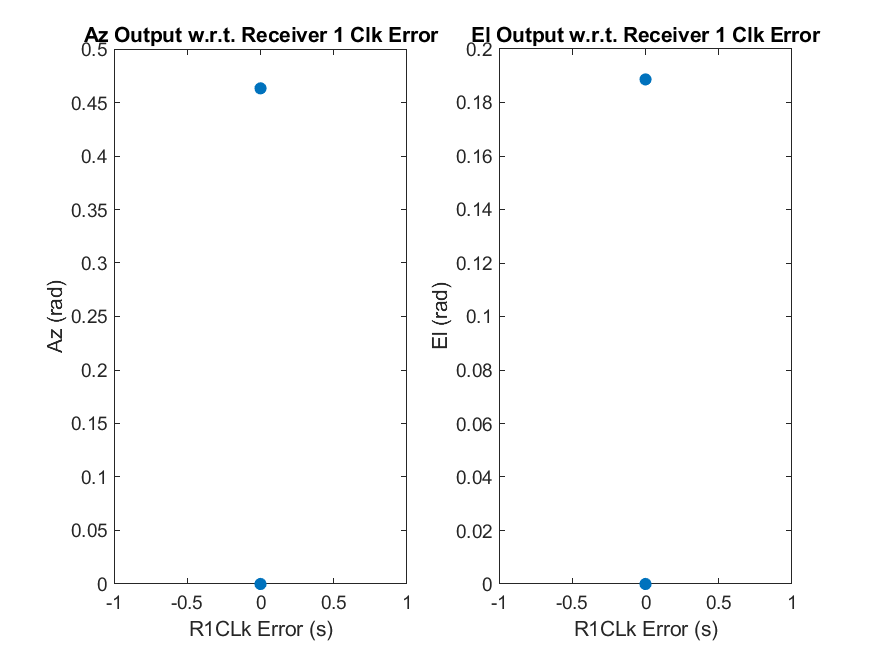 Az Output w.r.t. Receiver 1 Clk Error
0.5
0.45
0.4
0.35
0.3
0.25
0.2
0.15
0.1
0.05
0
Az (rad)
-1 -0.5 0 0.5 1
R1CLk Error (s)
El Output w.r.t. Receiver 1 Clk Error
0.2
0.18
0.16
0.14
0.12
0.1
0.08
0.06
0.04
0.02
0
El (rad)
-1 -0.5 0 0.5 1
R1CLk Error (s)